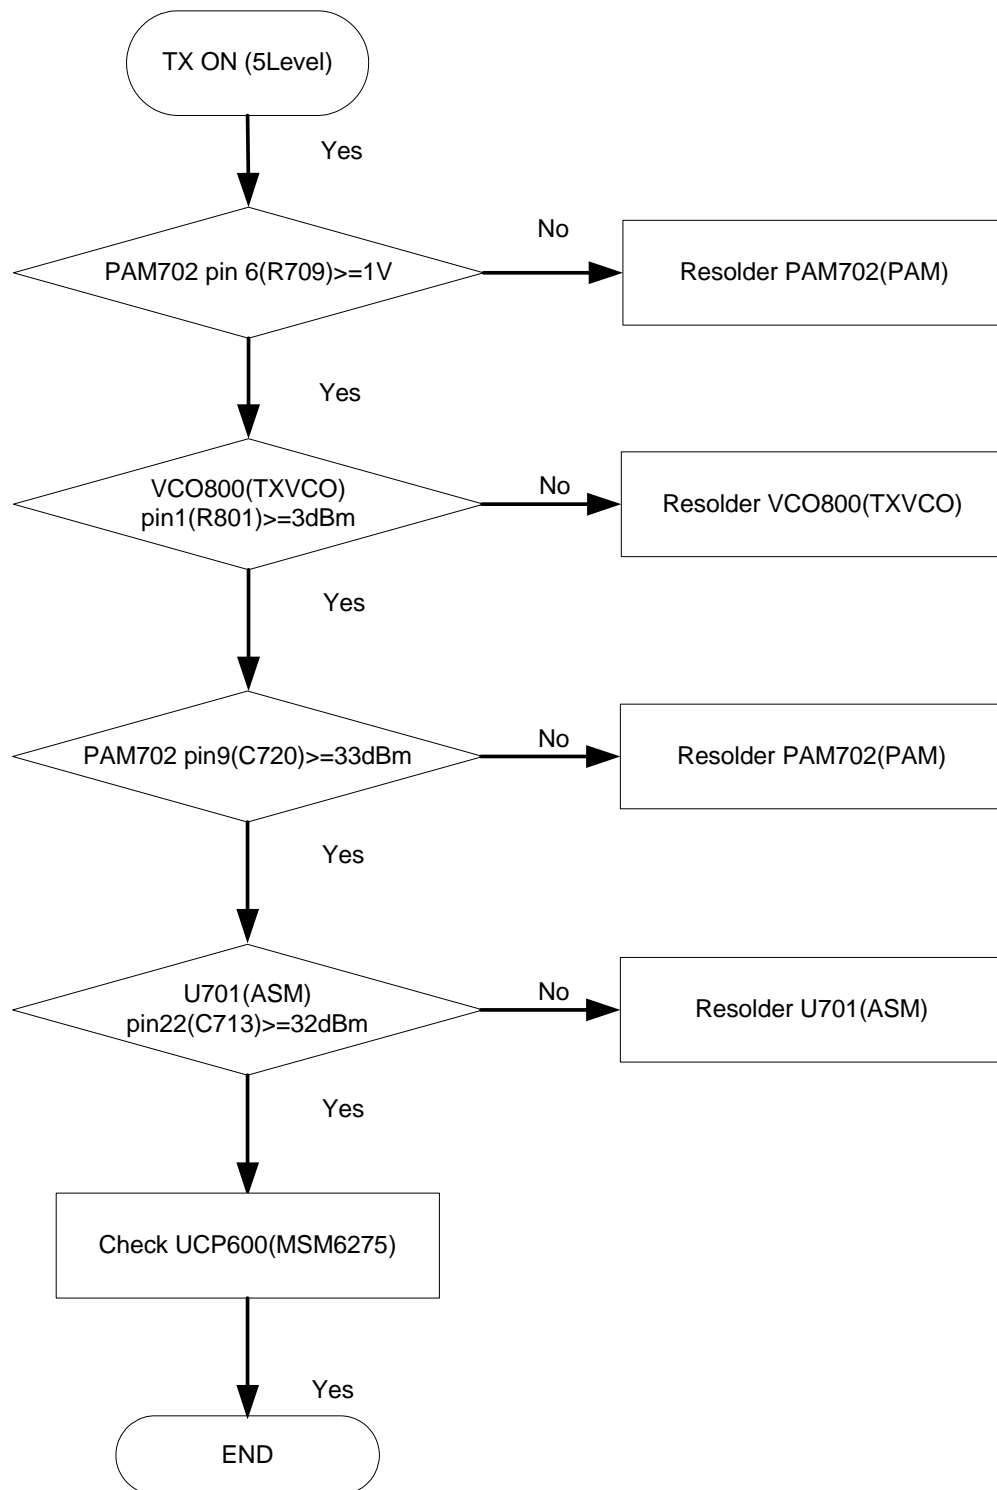 TX ON (5Level)
Yes
PAM702 pin 6(R709)>=1V
No
Resolder PAM702(PAM)
Yes
VCO800(TXVCO)
pin1(R801)>=3dBm
No
Resolder VCO800(TXVCO)
Yes
PAM702 pin9(C720)>=33dBm
No
Resolder PAM702(PAM)
Yes
U701(ASM)
pin22(C713)>=32dBm
No
Resolder U701(ASM)
Yes
Check UCP600(MSM6275)
Yes
END